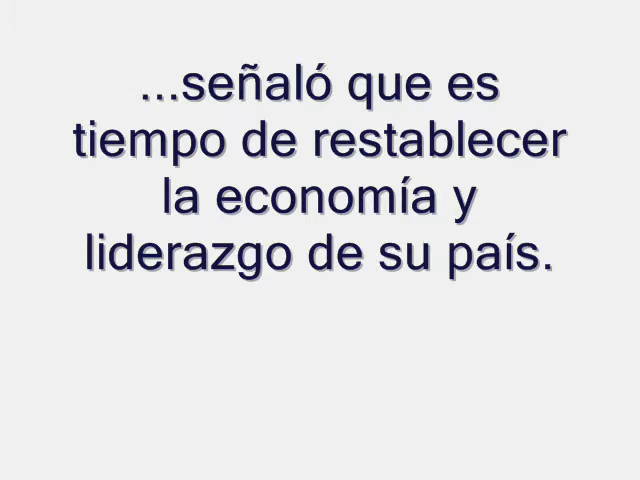 ...señaló que es
tiempo de restablecer
la economía y
liderazgo de su país.